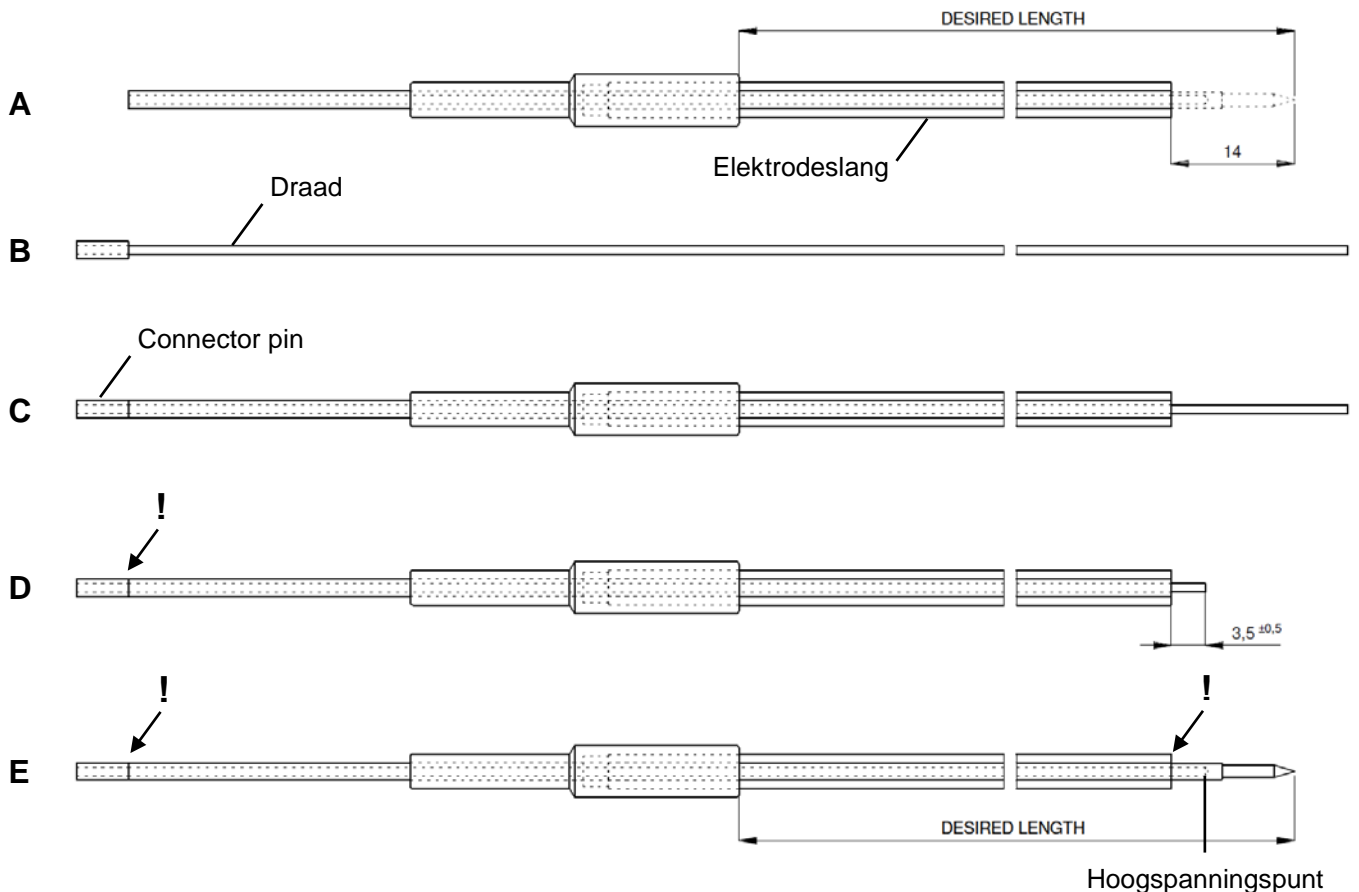 DESIRED LENGTH
A
14
Elektrodeslang
Draad
B
Connector pin
C
!
D
3,5 ±0,5
!
!
E
DESIRED LENGTH
Hoogspanningspunt